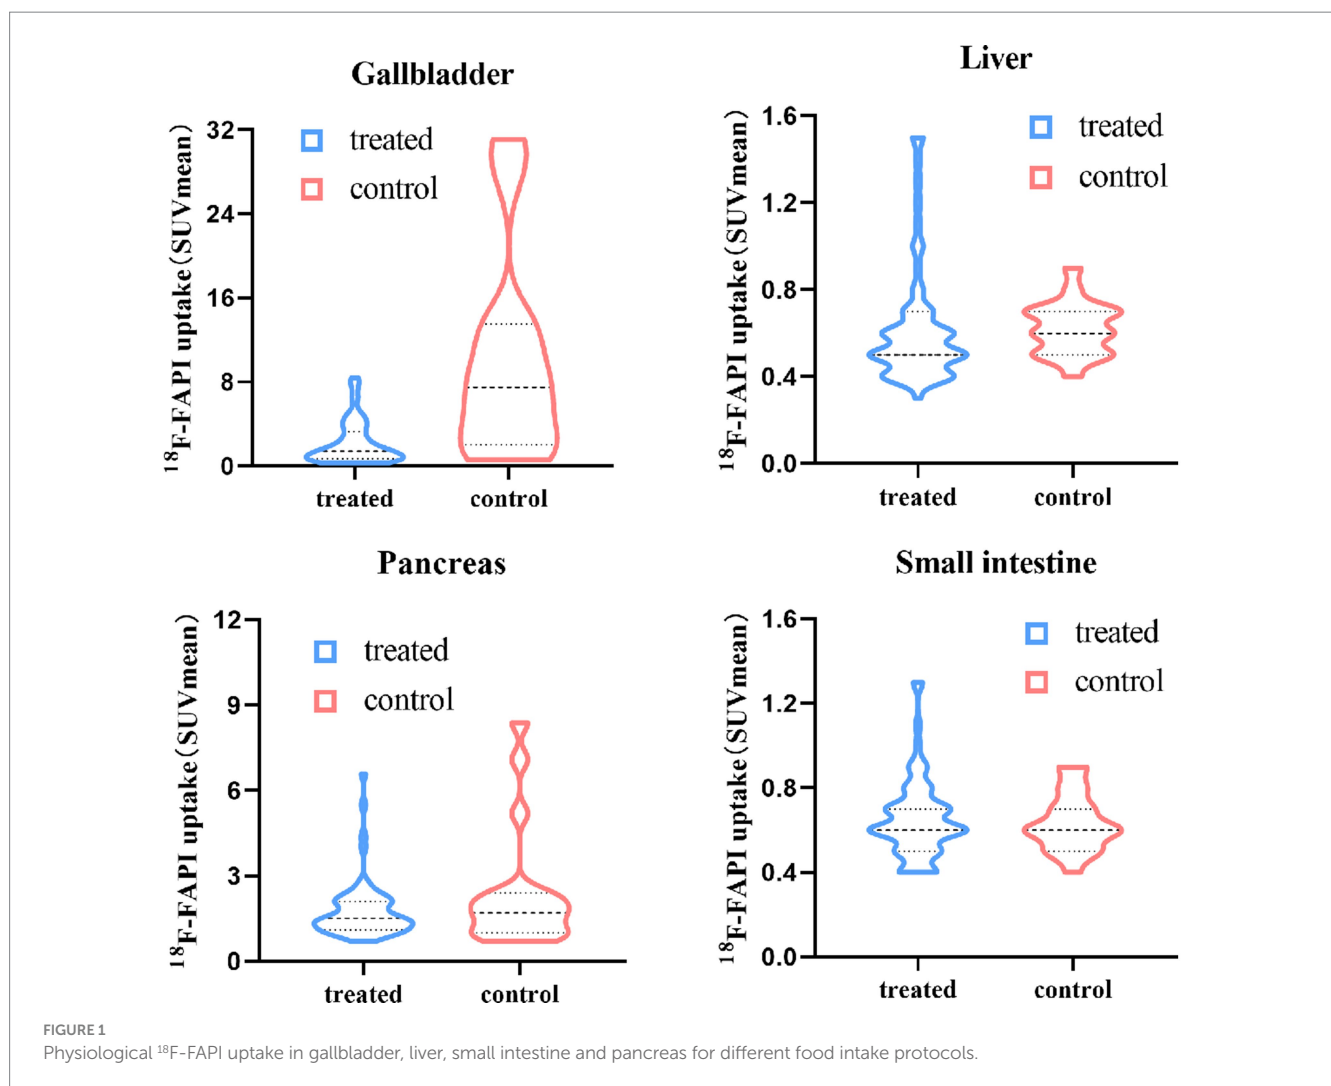 Gallbladder
¹⁸F-FAPI uptake(SUVmean)
32
24
16
8
0
treated
control
treated
control
Liver
¹⁸F-FAPI uptake(SUVmean)
1.6
1.2
0.8
0.4
0.0
treated
control
treated
control
Pancreas
¹⁸F-FAPI uptake(SUVmean)
12
9
6
3
0
treated
control
treated
control
Small intestine
¹⁸F-FAPI uptake(SUVmean)
1.6
1.2
0.8
0.4
0.0
treated
control
treated
control
FIGURE 1
Physiological ¹⁸F-FAPI uptake in gallbladder, liver, small intestine and pancreas for different food intake protocols.